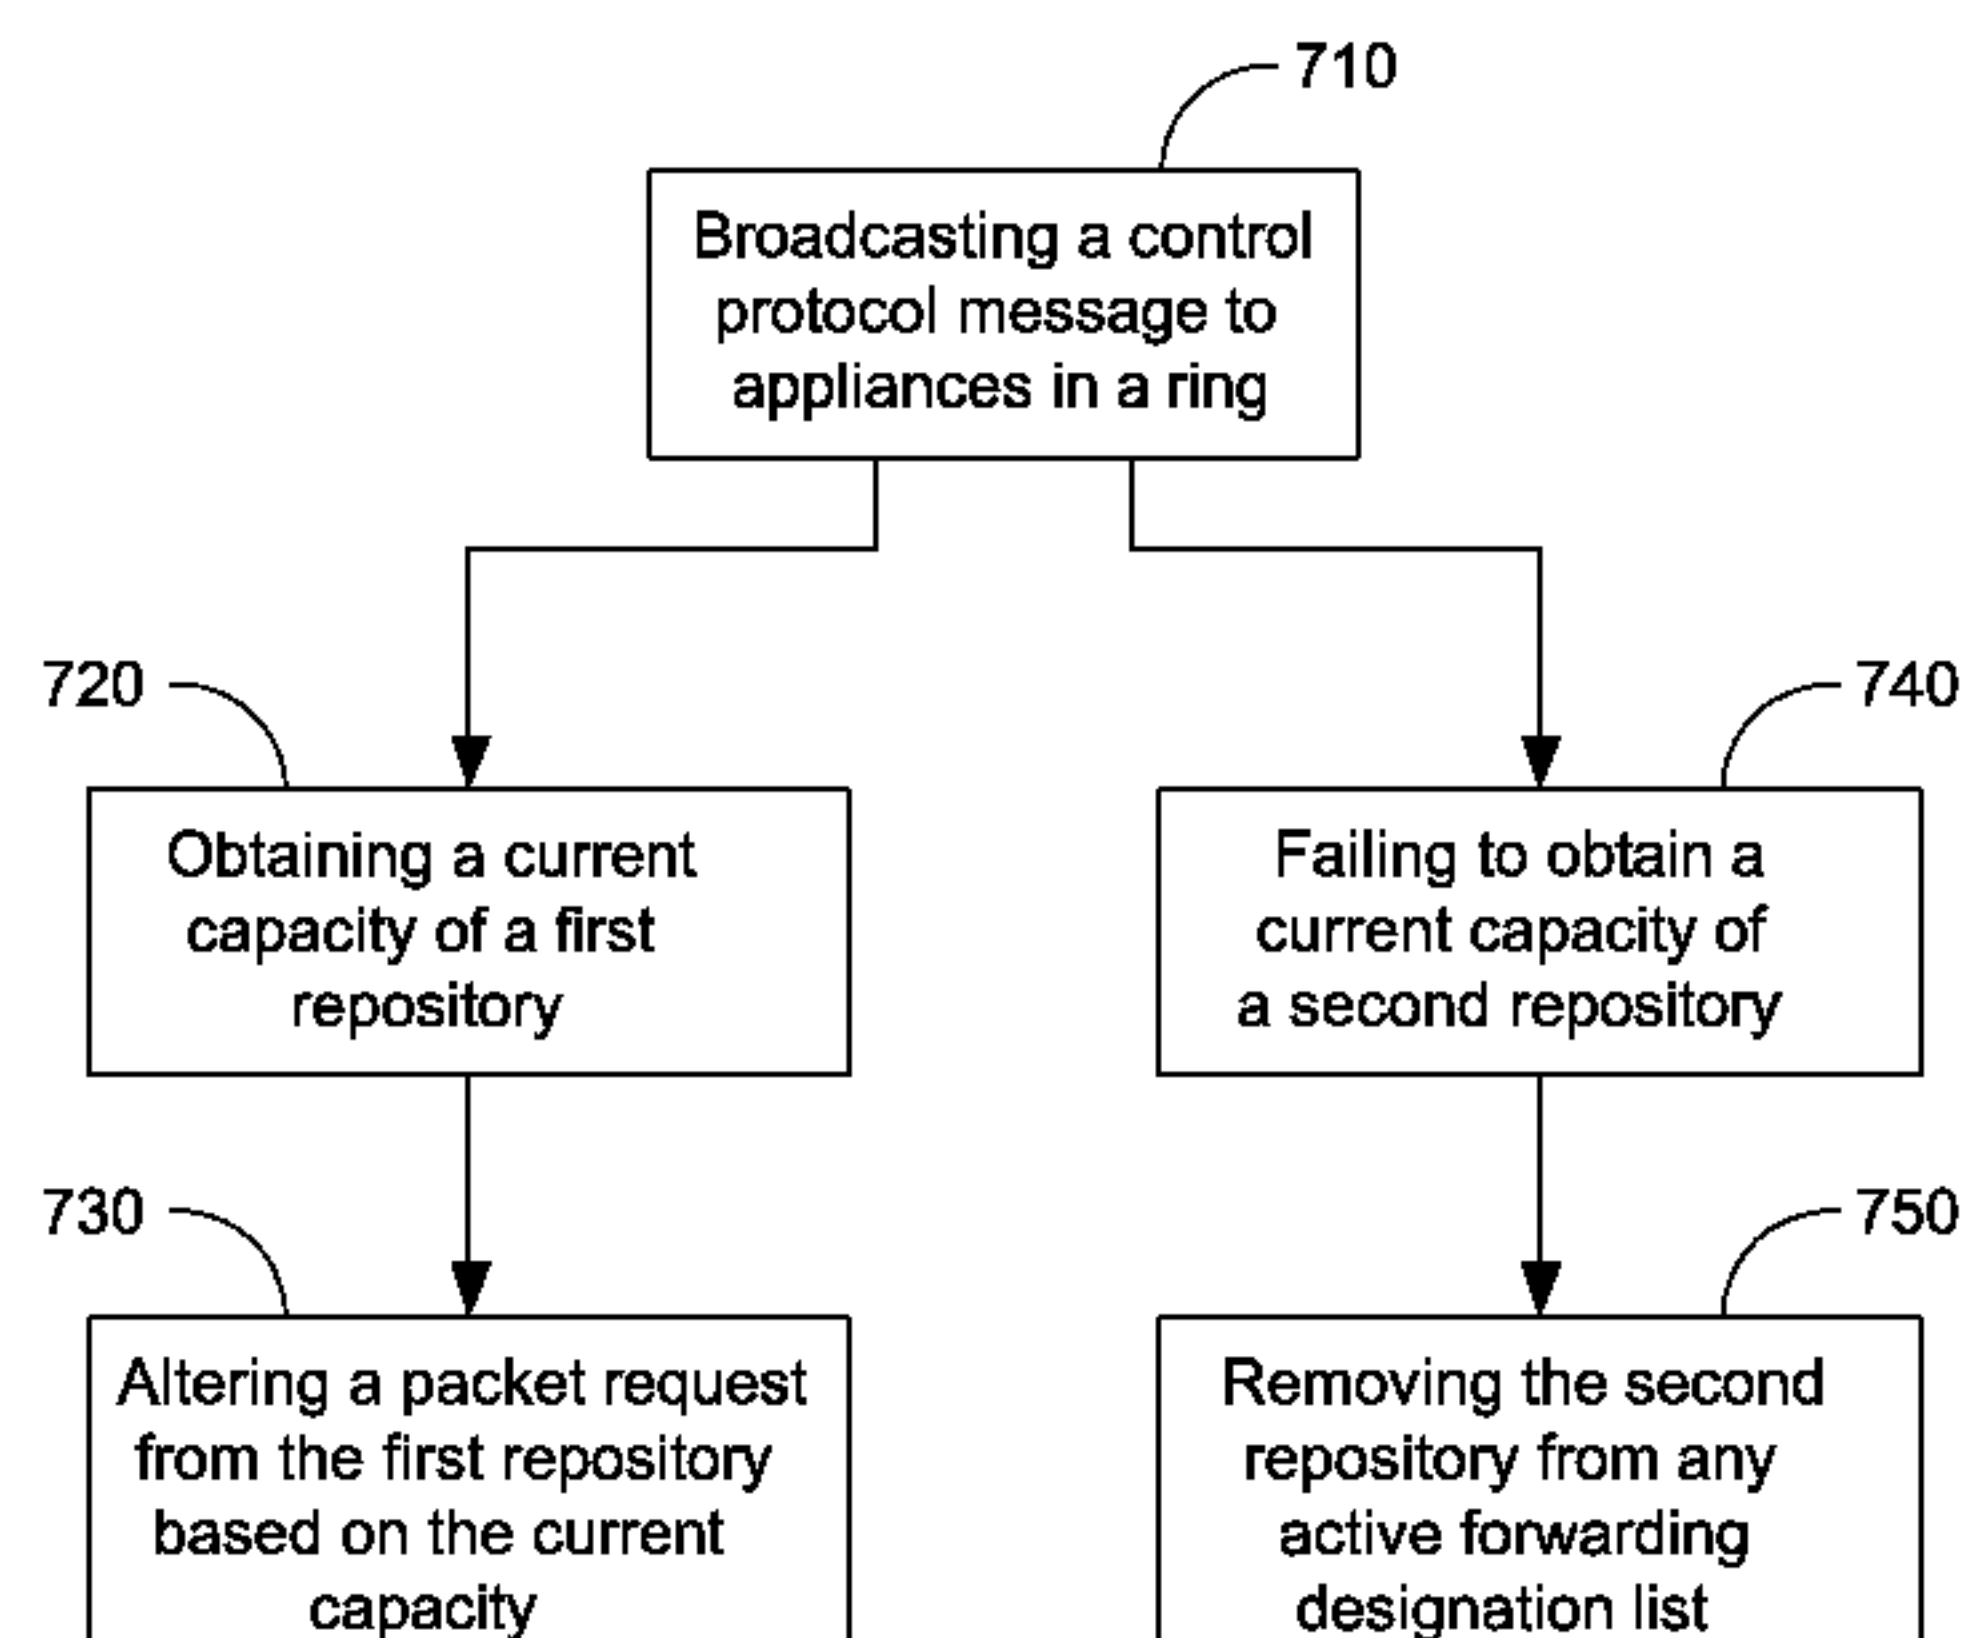 710
Broadcasting a control
protocol message to
appliances in a ring
720
Obtaining a current
capacity of a first
repository
740
Failing to obtain a
current capacity of
a second repository
730
Altering a packet request
from the first repository
based on the current
capacity
750
Removing the second
repository from any
active forwarding
designation list